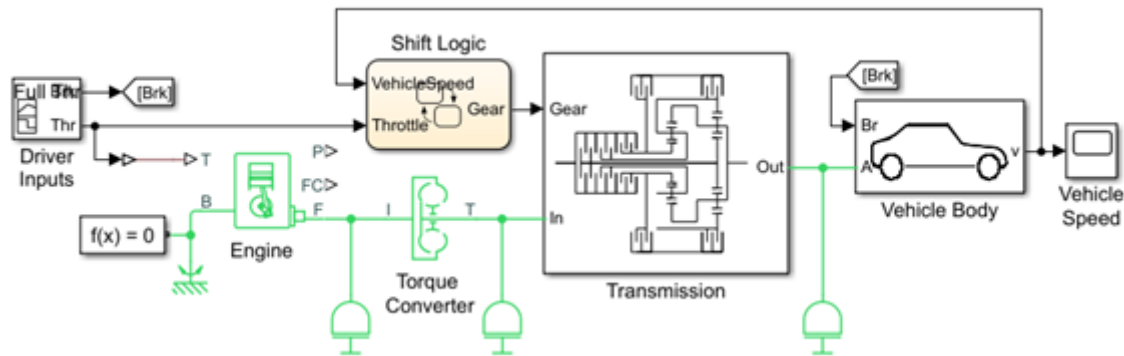 Shift Logic
VehicleSpeed
Throttle
Gear
Gear
In
Out
Transmission
Brk
Thr
[Brk]
Driver
Inputs
T
P
FC
B
F
Engine
f(x) = 0
I
T
Torque
Converter
[Brk]
Br
A
v
Vehicle Body
Vehicle
Speed